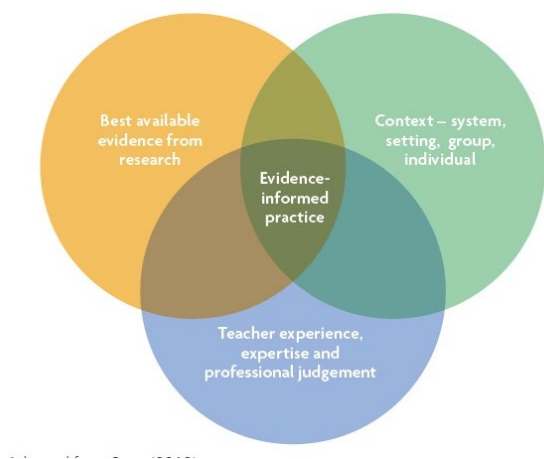 Best available
evidence from
research
Context – system,
setting, group,
individual
Evidence-
informed
practice
Teacher experience,
expertise and
professional judgement